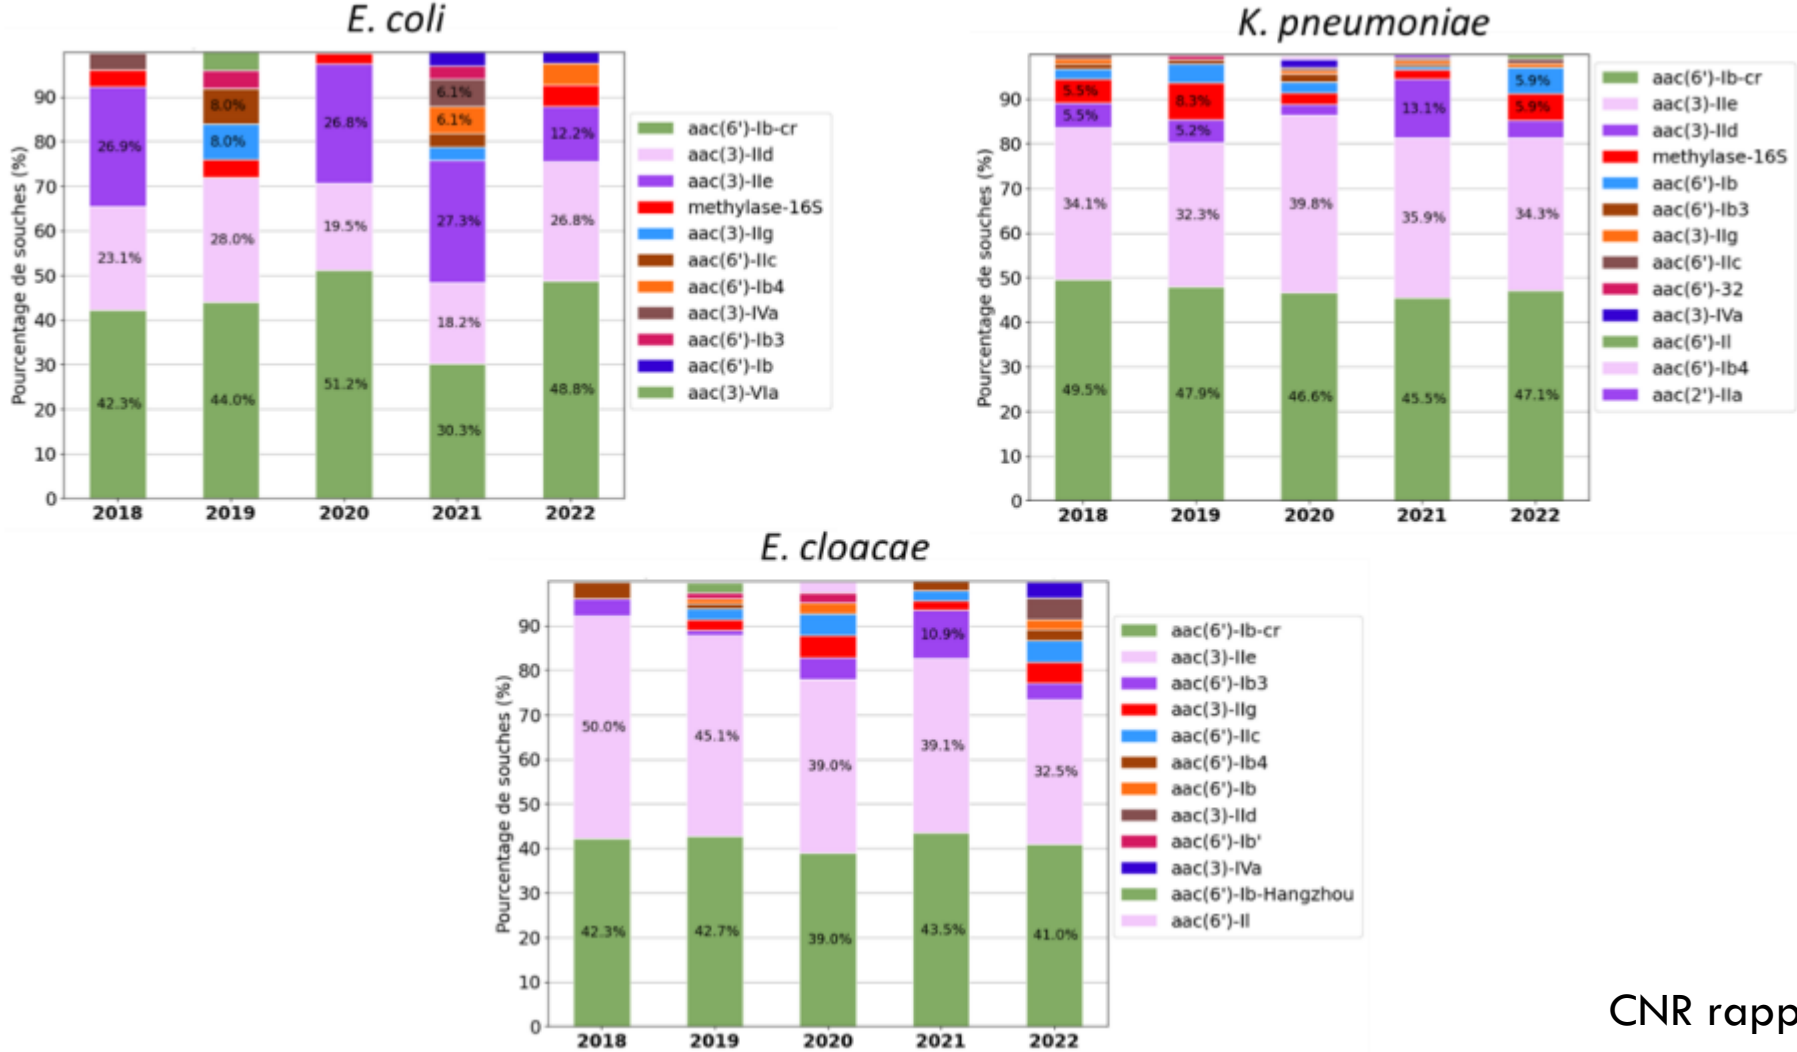 E. coli
Pourcentage de souches (%)
90
80
70
60
50
40
30
20
10
0
26.9%
23.1%
42.3%
8.0%
8.0%
28.0%
44.0%
26.8%
19.5%
51.2%
6.1%
6.1%
27.3%
18.2%
30.3%
12.2%
26.8%
48.8%
2018 2019 2020 2021 2022
aac(6')-Ib-cr
aac(3)-IId
aac(3)-IIe
methylase-16S
aac(3)-IIg
aac(6')-IIc
aac(6')-Ib4
aac(3)-IVa
aac(6')-Ib3
aac(6')-Ib
aac(3)-VIa
K. pneumoniae
Pourcentage de souches (%)
90
80
70
60
50
40
30
20
10
0
5.5%
5.5%
34.1%
49.5%
8.3%
5.2%
32.3%
47.9%
39.8%
46.6%
13.1%
35.9%
45.5%
5.9%
5.9%
34.3%
47.1%
2018 2019 2020 2021 2022
aac(6')-Ib-cr
aac(3)-IIe
aac(3)-IId
methylase-16S
aac(6')-Ib
aac(6')-Ib3
aac(3)-IIg
aac(6')-IIc
aac(6')-32
aac(3)-IVa
aac(6')-Il
aac(6')-Ib4
aac(2')-IIa
E. cloacae
Pourcentage de souches (%)
90
80
70
60
50
40
30
20
10
0
50.0%
42.3%
45.1%
42.7%
39.0%
39.0%
10.9%
39.1%
43.5%
32.5%
41.0%
2018 2019 2020 2021 2022
aac(6')-Ib-cr
aac(3)-IIe
aac(6')-Ib3
aac(3)-IIg
aac(6')-IIc
aac(6')-Ib4
aac(6')-Ib
aac(3)-IId
aac(6')-Ib'
aac(3)-IVa
aac(6')-Ib-Hangzhou
aac(6')-Il
CNR rapp